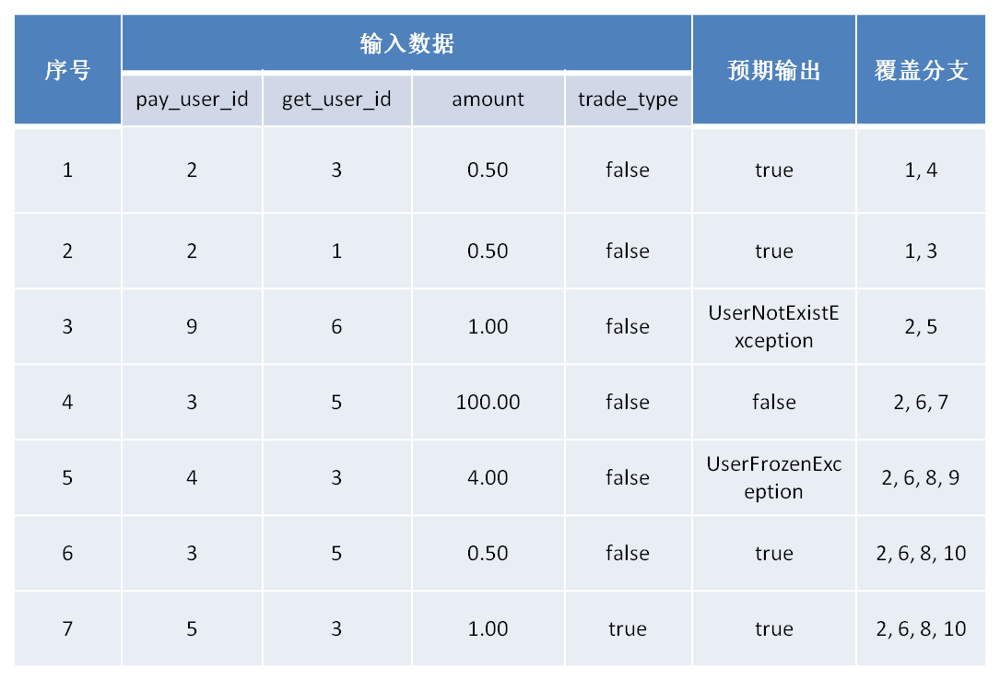 序号
输入数据
预期输出
覆盖分支
pay_user_id
get_user_id
amount
trade_type
1
2
3
0.50
false
true
1, 4
2
2
1
0.50
false
true
1, 3
3
9
6
1.00
false
UserNotExistE
xception
2, 5
4
3
5
100.00
false
false
2, 6, 7
5
4
3
4.00
false
UserFrozenExc
eption
2, 6, 8, 9
6
3
5
0.50
false
true
2, 6, 8, 10
7
5
3
1.00
true
true
2, 6, 8, 10